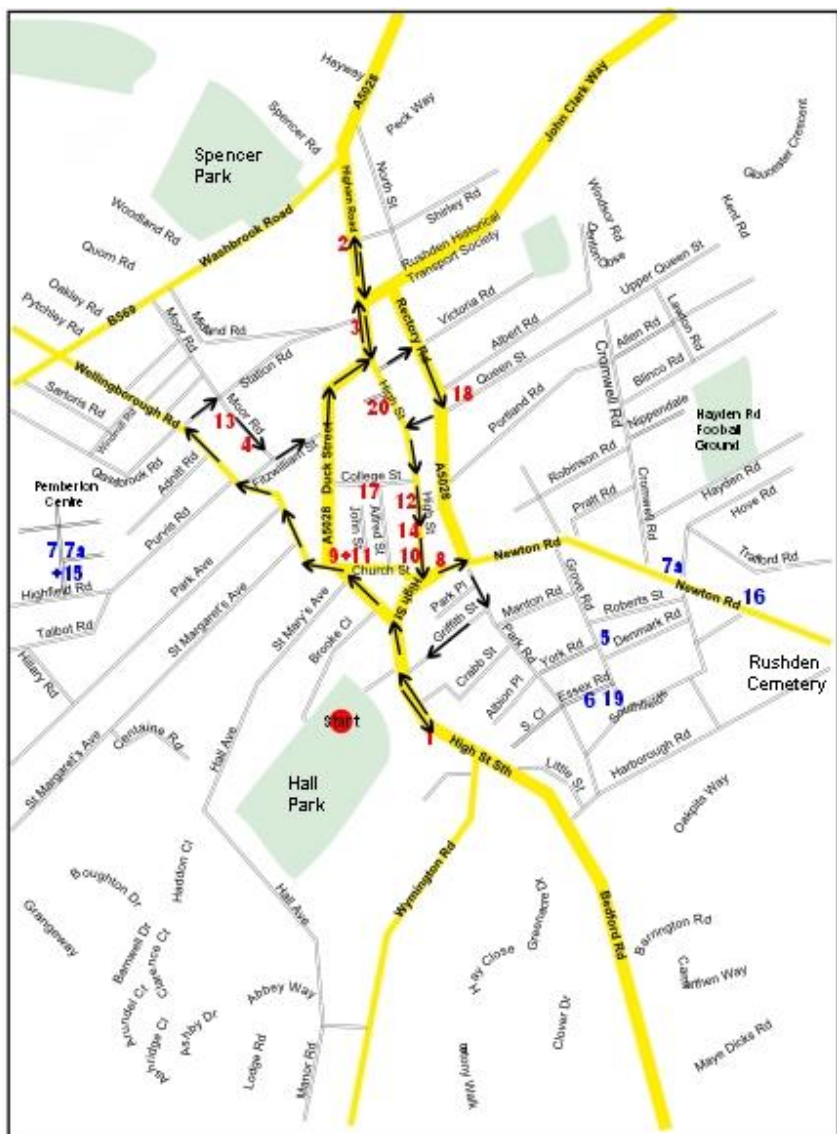 Hayway
A5028
Peck Way
John Clark Way
Spencer Rd
Gloucester Crescent
Spencer
Park
North St
Higham Road
Shirley Rd
Windsor Rd
Kent Rd
Woodland Rd
Washbrook Road
2
Rushden Historical
Transport Society
Quorn Rd
Upper Queen St
Oakley Rd
Pytchley Rd
B569
Moor Rd
Midland Rd
3
Rectory Rd
Victoria Rd
Albert Rd
Queen St
Cromwell Rd
Allen Rd
Lawdon Rd
Blinco Rd
Wellingborough Rd
Station Rd
Sartoris Rd
Windmill Rd
Moor Rd
High St
20
18
Portland Rd
Nippendale
Hayden Rd
Fooball
Ground
13
4
Adnitt Rd
Fitzwilliam St
Duck Street
A5028
A5028
Robinson Rd
Cromwell Rd
Hayden Rd
Hove Rd
Pemberton
Centre
College St
17
12
High St
Pratt Rd
Purvis Rd
John St
Alfred St
14
10
8
9+11
Church St
Newton Rd
7a
Trafford Rd
7 7a
+15
Highfield Rd
Park Ave
St Margaret's Ave
High St
Park Pl
Grove Rd
Newton Rd
16
Talbot Rd
St Mary's Ave
Brooke Cl
Griffith St
Manton Rd
Roberts St
Denmark Rd
5
Park Rd
York Rd
Crabb St
Albion Pl
Rushden
Cemetery
Hillary Rd
Essex Rd
6 19
S. Cl
Start
1
High St Sth
Harborough Rd
St Margaret's Ave
Hall Ave
Hall
Park
Little St
Oakpits Way
Wymington Rd
Haddon Cl
Boughton Dr
Grangeway
Hall Ave
Bedford Rd
Barnwell Dr
Clarence Ct
Greenacre Dr
Barrington Rd
Arundel Ct
Ashby Dr
Abbey Way
Lodge Rd
Manor Rd
Clover Dr
Maye Dicks Rd